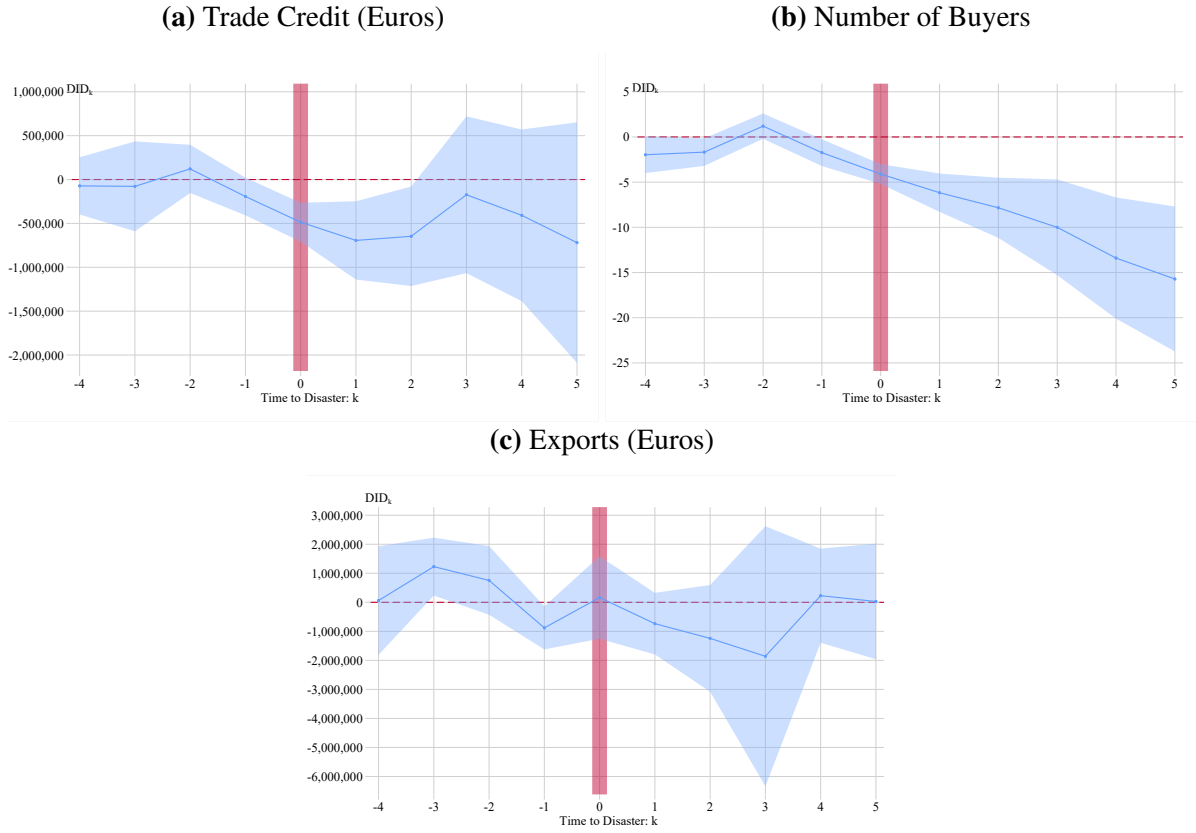 (a) Trade Credit (Euros)
DIDk
1,000,000
500,000
0
-500,000
-1,000,000
-1,500,000
-2,000,000
-4 -3 -2 -1 0 1 2 3 4 5
Time to Disaster: k
(b) Number of Buyers
DIDk
5
0
-5
-10
-15
-20
-25
-4 -3 -2 -1 0 1 2 3 4 5
Time to Disaster: k
(c) Exports (Euros)
DIDk
3,000,000
2,000,000
1,000,000
0
-1,000,000
-2,000,000
-3,000,000
-4,000,000
-5,000,000
-6,000,000
-4 -3 -2 -1 0 1 2 3 4 5
Time to Disaster: k